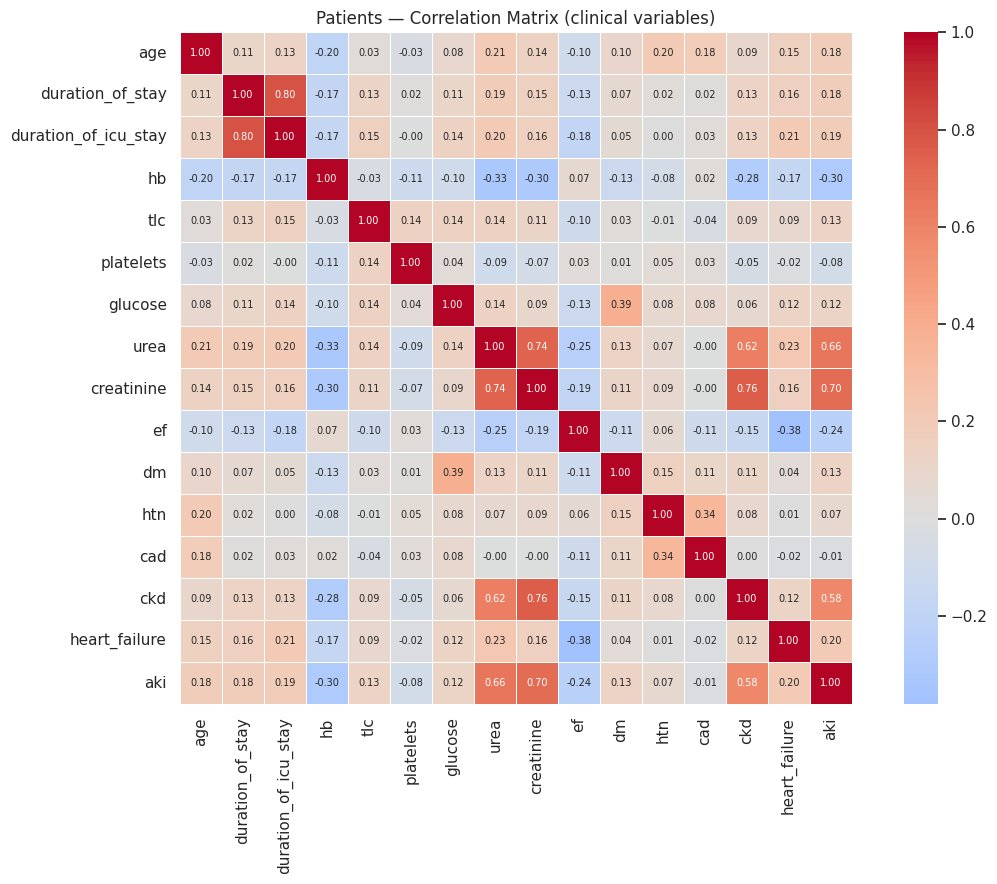 Patients — Correlation Matrix (clinical variables)
age 1.00 0.11 0.13 -0.20 0.03 -0.03 0.08 0.21 0.14 -0.10 0.10 0.20 0.18 0.09 0.15 0.18
duration_of_stay 0.11 1.00 0.80 -0.17 0.13 0.02 0.11 0.19 0.15 -0.13 0.07 0.02 0.02 0.13 0.16 0.18
duration_of_icu_stay 0.13 0.80 1.00 -0.17 0.15 -0.00 0.14 0.20 0.16 -0.18 0.05 0.00 0.03 0.13 0.21 0.19
hb -0.20 -0.17 -0.17 1.00 -0.03 -0.11 -0.10 -0.33 -0.30 0.07 -0.13 -0.08 0.02 -0.28 -0.17 -0.30
tlc 0.03 0.13 0.15 -0.03 1.00 0.14 0.14 0.14 0.11 -0.10 0.03 -0.01 -0.04 0.09 0.09 0.13
platelets -0.03 0.02 -0.00 -0.11 0.14 1.00 0.04 -0.09 -0.07 0.03 0.01 0.05 0.03 -0.05 -0.02 -0.08
glucose 0.08 0.11 0.14 -0.10 0.14 0.04 1.00 0.14 0.09 -0.13 0.39 0.08 0.08 0.06 0.12 0.12
urea 0.21 0.19 0.20 -0.33 0.14 -0.09 0.14 1.00 0.74 -0.25 0.13 0.07 -0.00 0.62 0.23 0.66
creatinine 0.14 0.15 0.16 -0.30 0.11 -0.07 0.09 0.74 1.00 -0.19 0.11 0.09 -0.00 0.76 0.16 0.70
ef -0.10 -0.13 -0.18 0.07 -0.10 0.03 -0.13 -0.25 -0.19 1.00 -0.11 0.06 -0.11 -0.15 -0.38 -0.24
dm 0.10 0.07 0.05 -0.13 0.03 0.01 0.39 0.13 0.11 -0.11 1.00 0.15 0.11 0.11 0.04 0.13
htn 0.20 0.02 0.00 -0.08 -0.01 0.05 0.08 0.07 0.09 0.06 0.15 1.00 0.34 0.08 0.01 0.07
cad 0.18 0.02 0.03 0.02 -0.04 0.03 0.08 -0.00 -0.00 -0.11 0.11 0.34 1.00 0.00 -0.02 -0.01
ckd 0.09 0.13 0.13 -0.28 0.09 -0.05 0.06 0.62 0.76 -0.15 0.11 0.08 0.00 1.00 0.12 0.58
heart_failure 0.15 0.16 0.21 -0.17 0.09 -0.02 0.12 0.23 0.16 -0.38 0.04 0.01 -0.02 0.12 1.00 0.20
aki 0.18 0.18 0.19 -0.30 0.13 -0.08 0.12 0.66 0.70 -0.24 0.13 0.07 -0.01 0.58 0.20 1.00
age duration_of_stay duration_of_icu_stay hb tlc platelets glucose urea creatinine ef dm htn cad ckd heart_failure aki
1.0
0.8
0.6
0.4
0.2
0.0
−0.2